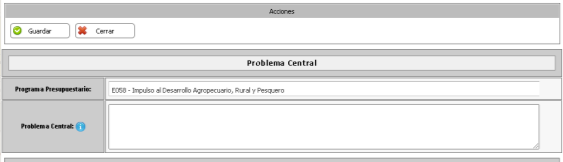 Acciones
Guardar Cerrar
Problema Central
Programa Presupuestario: E058 - Impulso al Desarrollo Agropecuario, Rural y Pesquero
Problema Central: